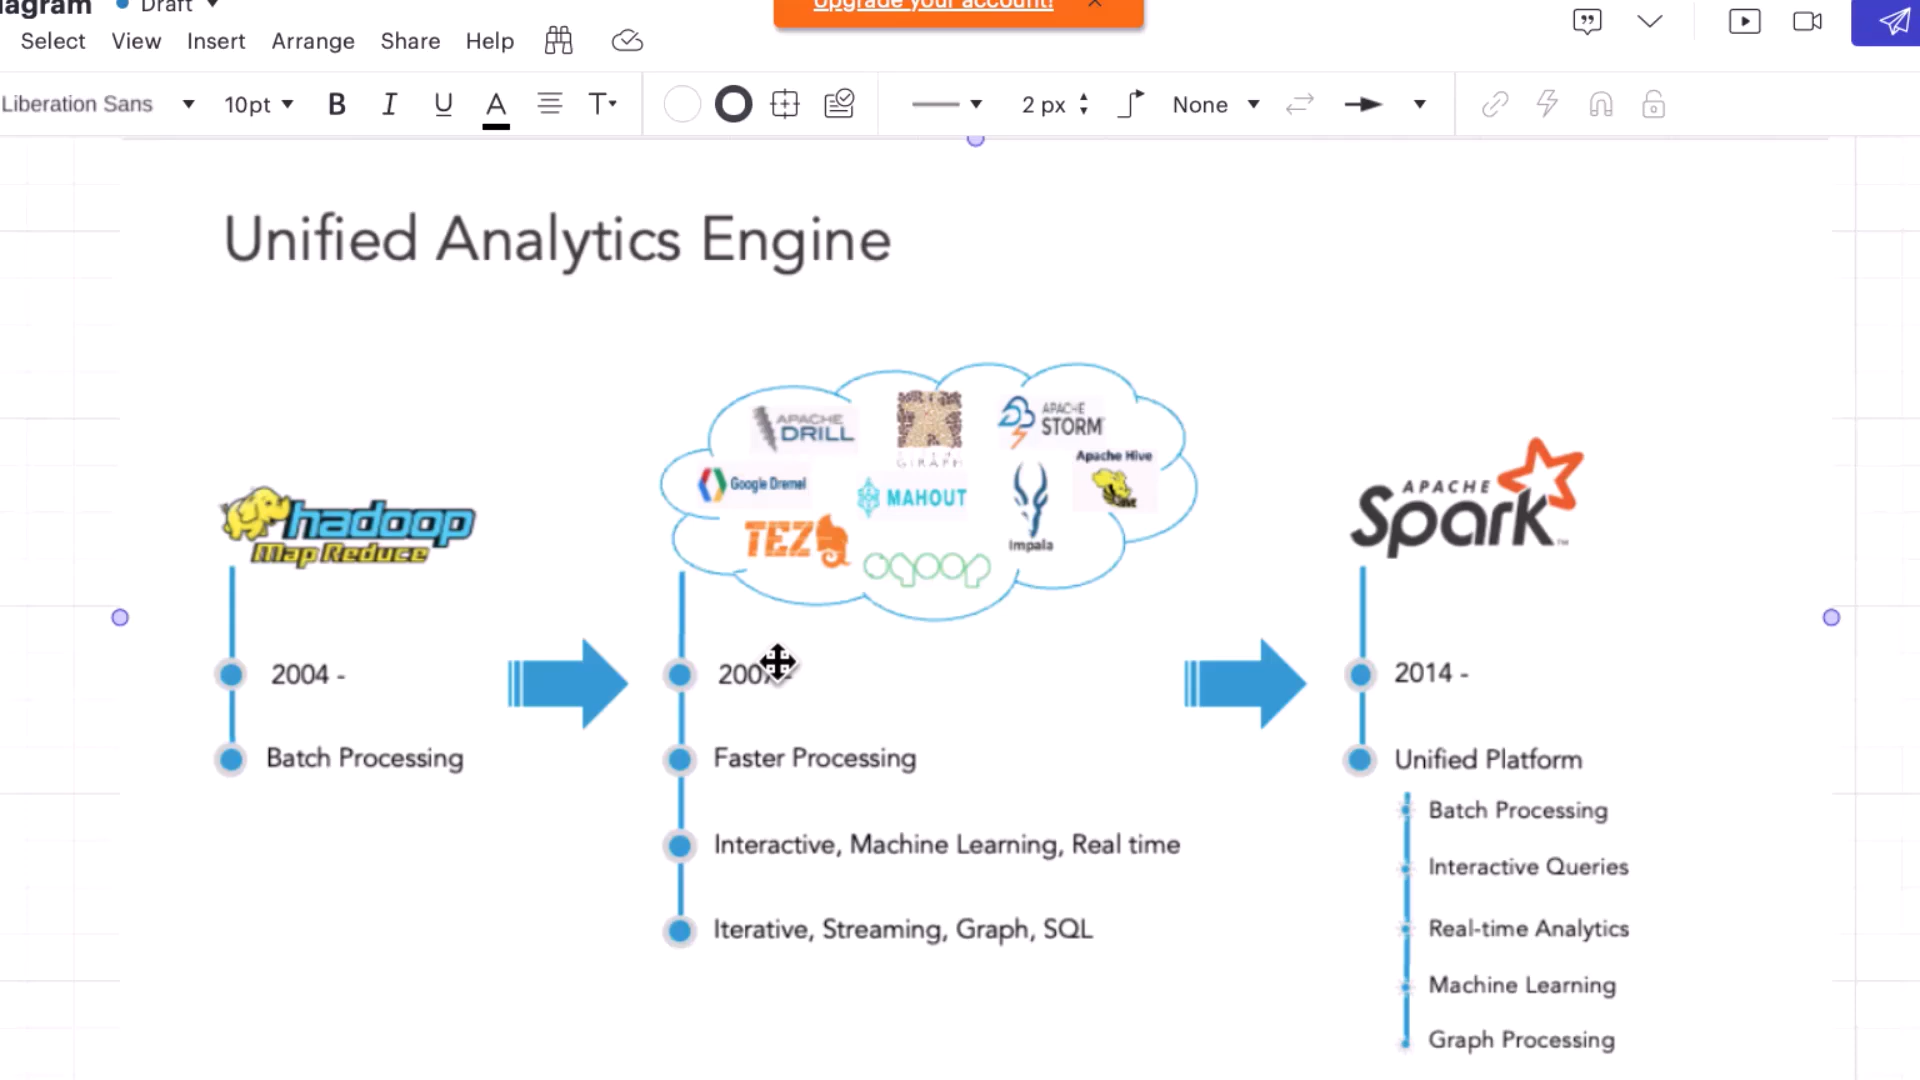 Draft
Upgrade your account!
Select View Insert Arrange Share Help
Liberation Sans 10pt B I U A T 2 px None
Unified Analytics Engine
APACHE DRILL
GIRAPH
APACHE STORM
Apache Hive
Google Dremel
MAHOUT
TEZ
Impala
sqoop
hadoop
Map Reduce
APACHE
Spark
TM
2004 -
2014 -
Batch Processing
Faster Processing
Unified Platform
Interactive, Machine Learning, Real time
Iterative, Streaming, Graph, SQL
Batch Processing
Interactive Queries
Real-time Analytics
Machine Learning
Graph Processing